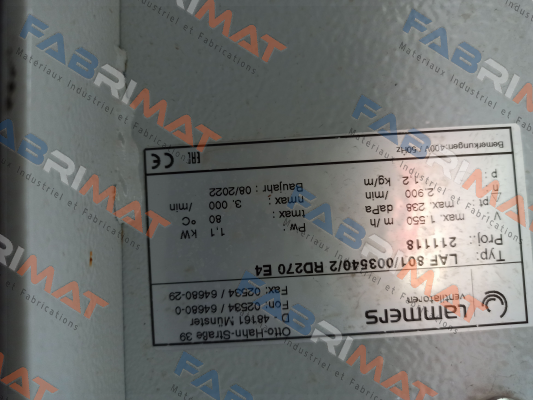 Lammers
ventilatoren
Otto-Hahn-Straße 39
D 48161 Münster
Fon: 02534 / 64680-0
Fax: 02534 / 64680-29
Typ: LAF 801/003540/2 RD270 E4
Proj.: 211118
V max. 1.550 m/h
pt max. 238 daPa
n 2.900 /min
ρ : 1,2 kg/m
Pw : 1,1 kW
tmax: 80 °C
nmax: 3.000 /min
Baujahr : 08/2022
Bemerkungen:400V / 50Hz
CE EAC
FABRIMAT
Materiaux Industriel et Fabrications